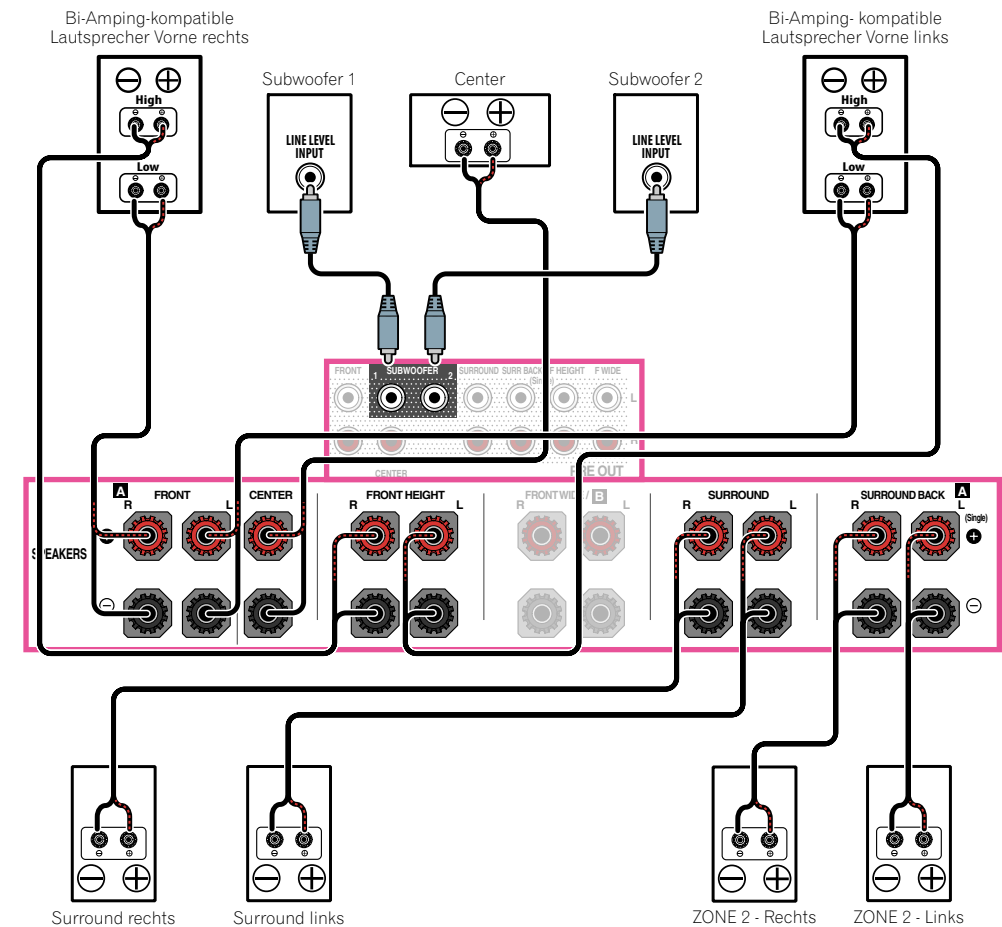 Bi-Amping-kompatible
Lautsprecher Vorne rechts
Bi-Amping- kompatible
Lautsprecher Vorne links
Subwoofer 1
Center
Subwoofer 2
High
Low
LINE LEVEL
INPUT
LINE LEVEL
INPUT
High
Low
FRONT
1 SUBWOOFER 2
SURROUND
SURR BACK
(Single)
F HEIGHT
F WIDE
L
R
CENTER
PRE OUT
A
FRONT
R
L
CENTER
FRONT HEIGHT
R
L
FRONT WIDE / B
R
L
SURROUND
R
L
SURROUND BACK
A
R
L
(Single)
SPEAKERS
Surround rechts
Surround links
ZONE 2 - Rechts
ZONE 2 - Links